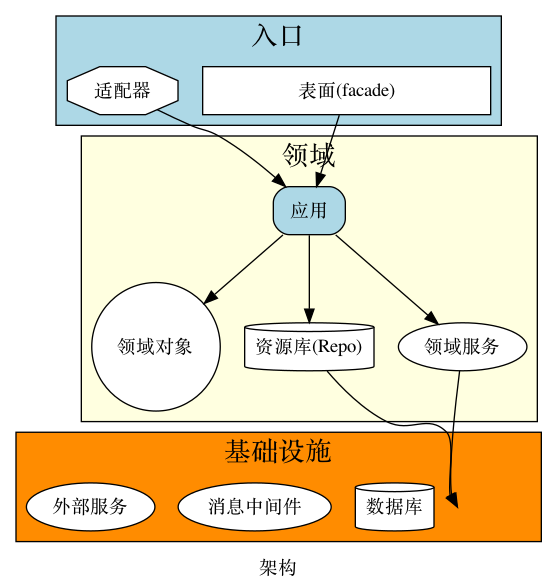 入口
适配器
表面(facade)
领域
应用
领域对象
资源库(Repo)
领域服务
基础设施
外部服务
消息中间件
数据库
架构